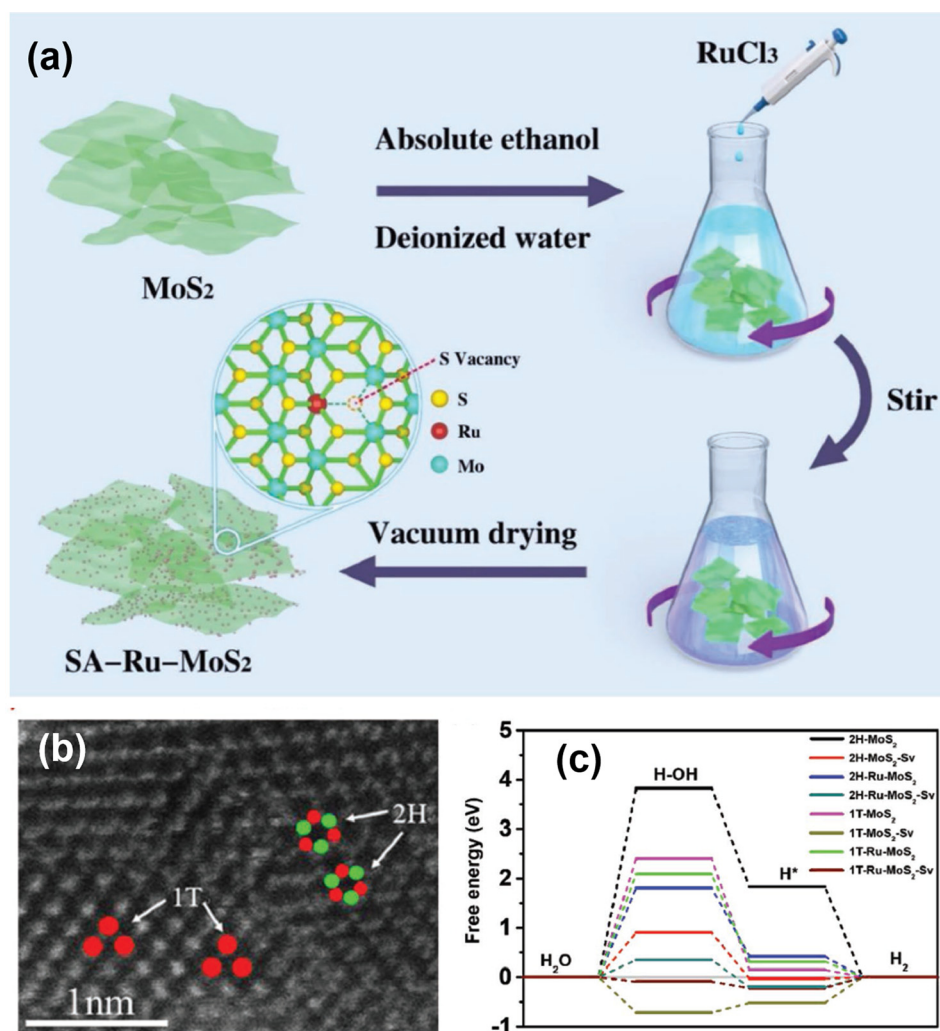 (a)
RuCl₃
Absolute ethanol
Deionized water
MoS₂
S Vacancy
S
Ru
Mo
Stir
Vacuum drying
SA–Ru–MoS₂
(b)
2H
1T
1nm
(c)
Free energy (eV)
5
4
3
2
1
0
-1
H-OH
H*
H₂O
H₂
2H-MoS₂
2H-MoS₂-Sv
2H-Ru-MoS₂
2H-Ru-MoS₂-Sv
1T-MoS₂
1T-MoS₂-Sv
1T-Ru-MoS₂
1T-Ru-MoS₂-Sv